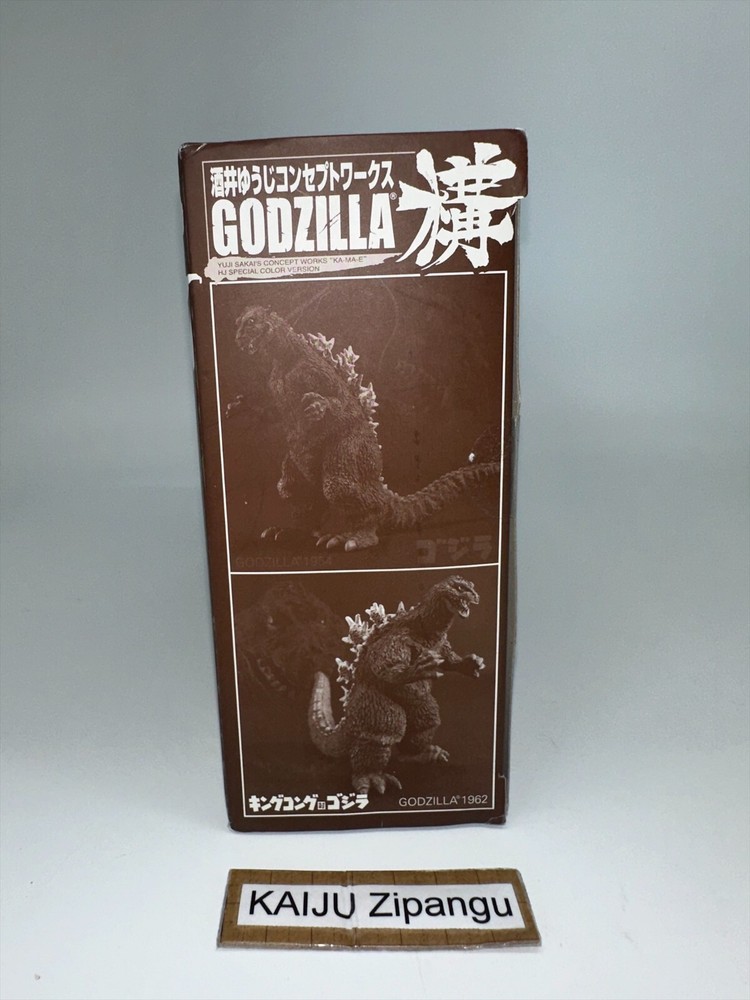 酒井ゆうじコンセプトワークス
GODZILLA® 構
YUJI SAKAI'S CONCEPT WORKS "KA-MA-E"
HJ SPECIAL COLOR VERSION
GODZILLA®1954
ゴジラ
キングコング対ゴジラ
GODZILLA®1962
KAIJU Zipangu